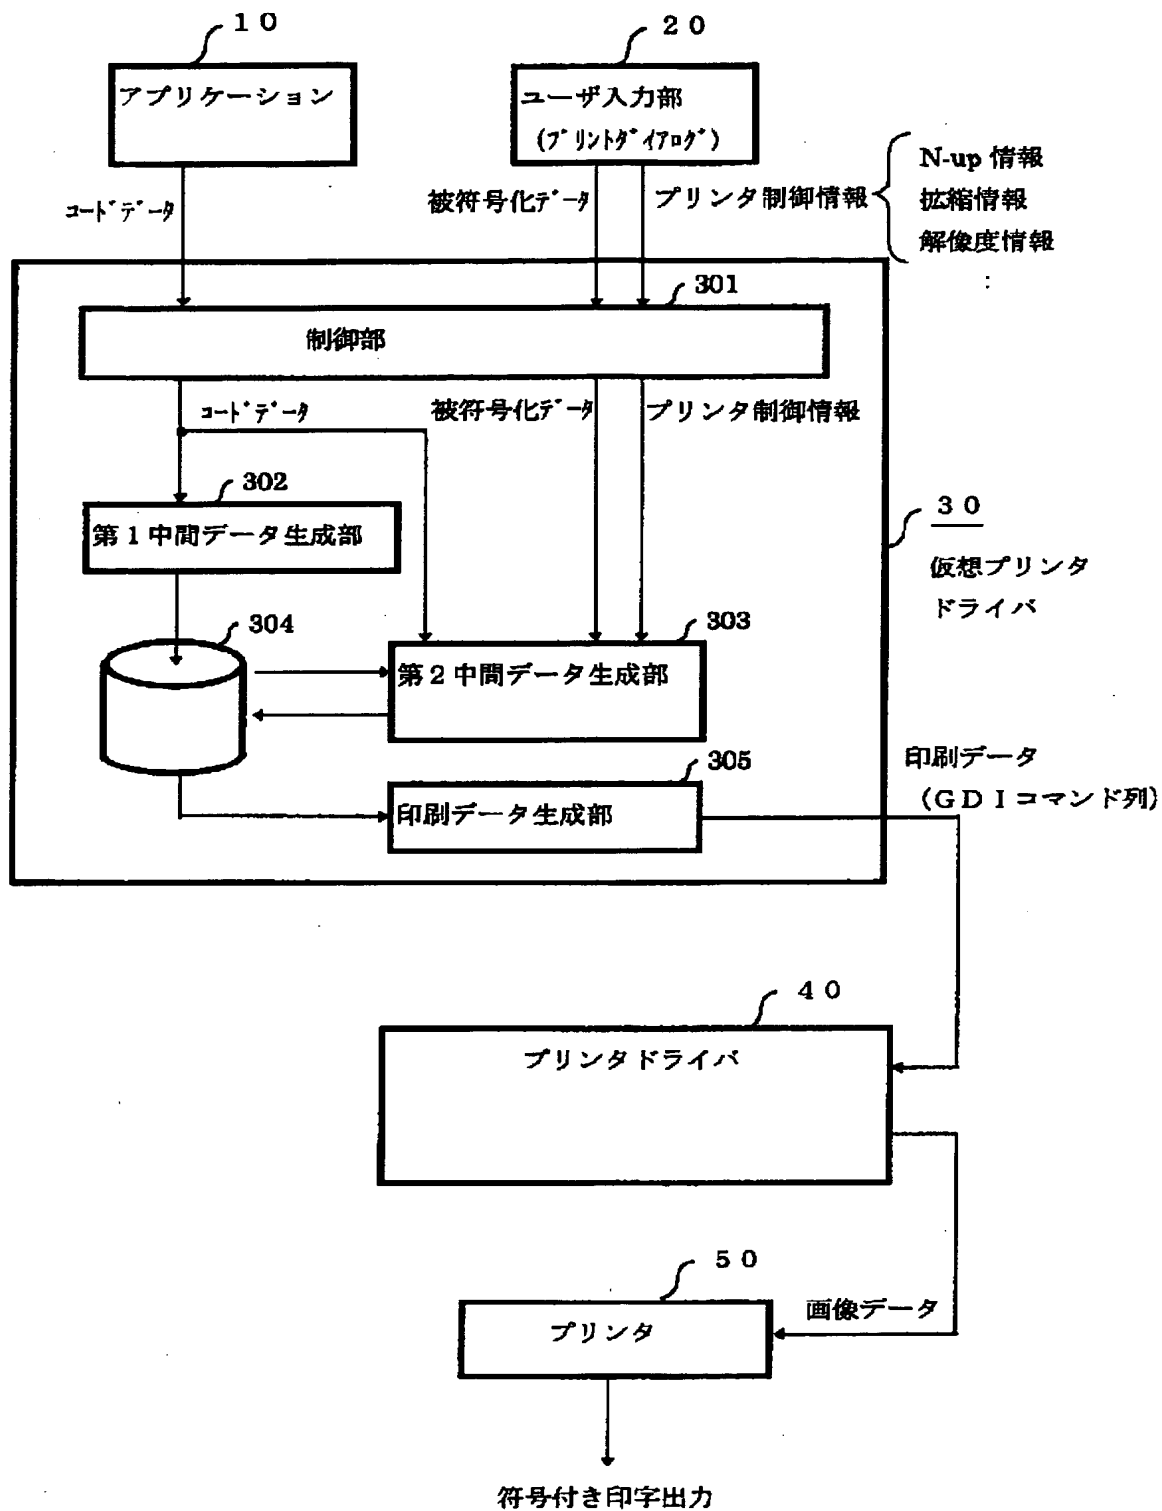 １０
２０
アプリケーション
ユーザ入力部
(プリントダイアログ)
コードデータ
被符号化データ
プリンタ制御情報
N-up 情報
拡縮情報
解像度情報
:
301
制御部
コードデータ
被符号化データ
プリンタ制御情報
302
第１中間データ生成部
３０
仮想プリンタ
ドライバ
304
303
第２中間データ生成部
305
印刷データ生成部
印刷データ
(ＧＤＩコマンド列)
４０
プリンタドライバ
５０
プリンタ
画像データ
符号付き印字出力